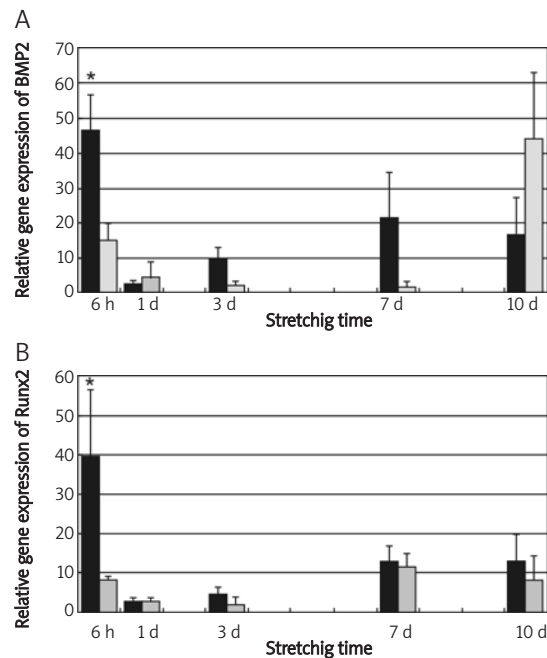 A
Relative gene expression of BMP2
70
60
50
40
30
20
10
0
*
6 h 1 d 3 d 7 d 10 d
Stretchig time
B
Relative gene expression of Runx2
60
50
40
30
20
10
0
*
6 h 1 d 3 d 7 d 10 d
Stretchig time